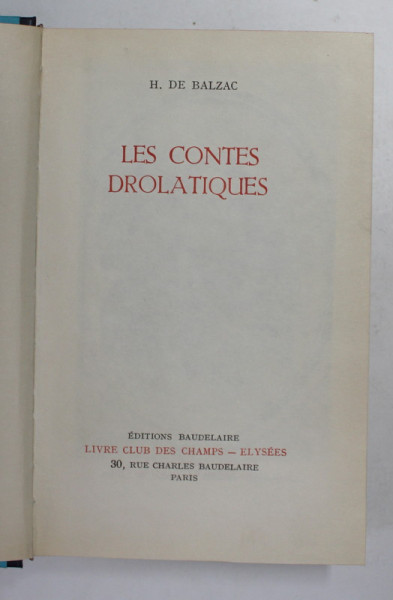 H. DE BALZAC
LES CONTES
DROLATIQUES
ÉDITIONS BAUDELAIRE
LIVRE CLUB DES CHAMPS — ELYSÉES
30, RUE CHARLES BAUDELAIRE
PARIS